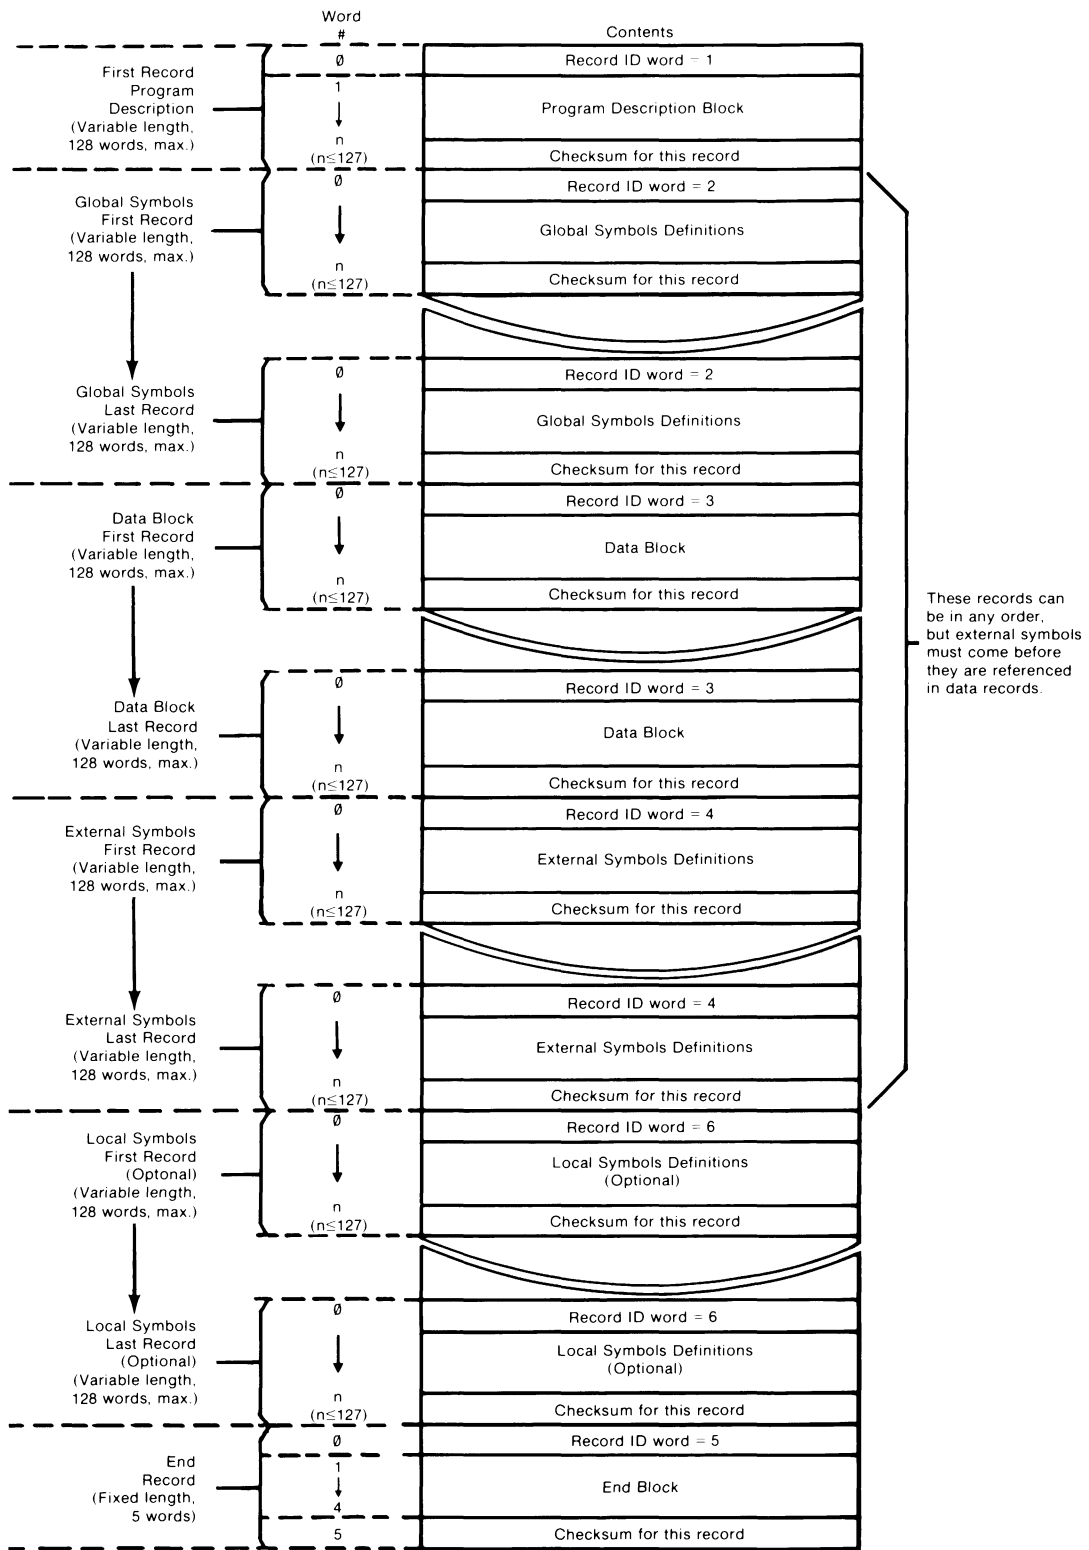 Word
#
Contents
First Record
Program
Description
(Variable length,
128 words, max.)
Ø
Record ID word = 1
1
Program Description Block
n
(n≤127)
Checksum for this record
Global Symbols
First Record
(Variable length,
128 words, max.)
Ø
Record ID word = 2
Global Symbols Definitions
n
(n≤127)
Checksum for this record
Global Symbols
Last Record
(Variable length,
128 words, max.)
Ø
Record ID word = 2
Global Symbols Definitions
n
(n≤127)
Checksum for this record
Data Block
First Record
(Variable length,
128 words, max.)
Ø
Record ID word = 3
Data Block
n
(n≤127)
Checksum for this record
These records can
be in any order,
but external symbols
must come before
they are referenced
in data records.
Data Block
Last Record
(Variable length,
128 words, max.)
Ø
Record ID word = 3
Data Block
n
(n≤127)
Checksum for this record
External Symbols
First Record
(Variable length,
128 words, max.)
Ø
Record ID word = 4
External Symbols Definitions
n
(n≤127)
Checksum for this record
External Symbols
Last Record
(Variable length,
128 words, max.)
Ø
Record ID word = 4
External Symbols Definitions
n
(n≤127)
Checksum for this record
Local Symbols
First Record
(Optonal)
(Variable length,
128 words, max.)
Ø
Record ID word = 6
Local Symbols Definitions
(Optional)
n
(n≤127)
Checksum for this record
Local Symbols
Last Record
(Optional)
(Variable length,
128 words, max.)
Ø
Record ID word = 6
Local Symbols Definitions
(Optional)
n
(n≤127)
Checksum for this record
End
Record
(Fixed length,
5 words)
Ø
Record ID word = 5
1
End Block
4
5
Checksum for this record